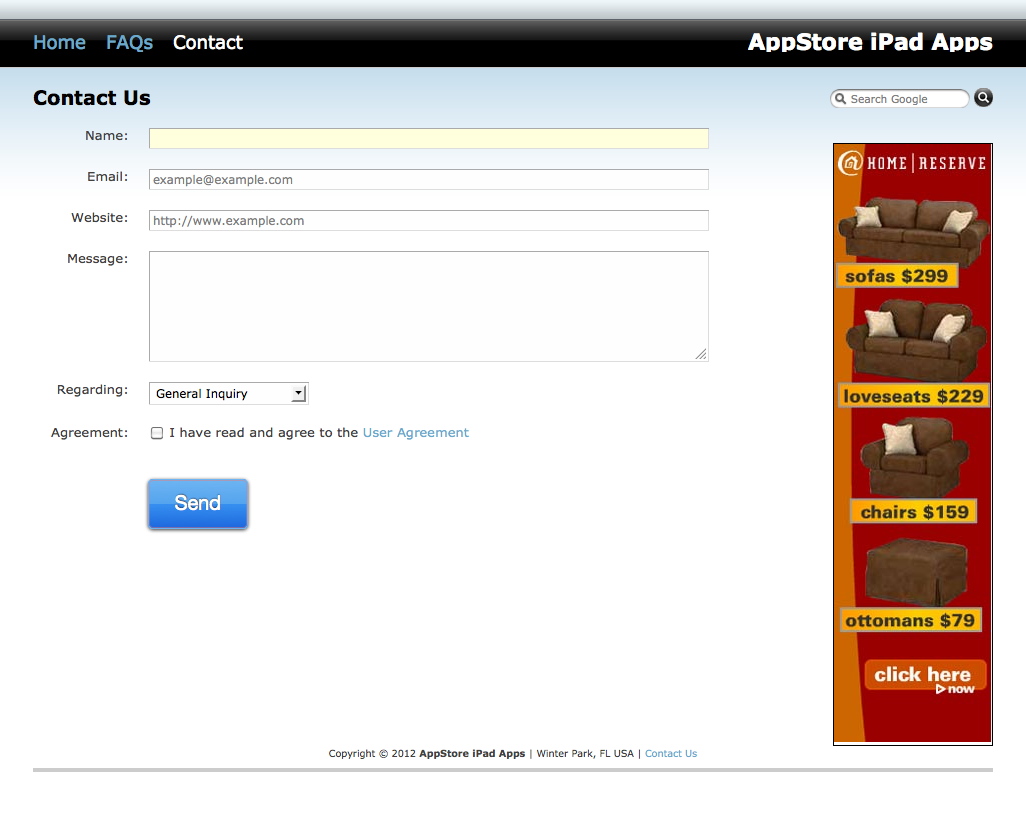 Home FAQs Contact AppStore iPad Apps
Contact Us
Search Google
Name:
Email: example@example.com
Website: http://www.example.com
Message:
Regarding: General Inquiry
Agreement: I have read and agree to the User Agreement
Send
@ HOME | RESERVE
sofas $299
loveseats $229
chairs $159
ottomans $79
click here
now
Copyright © 2012 AppStore iPad Apps | Winter Park, FL USA | Contact Us